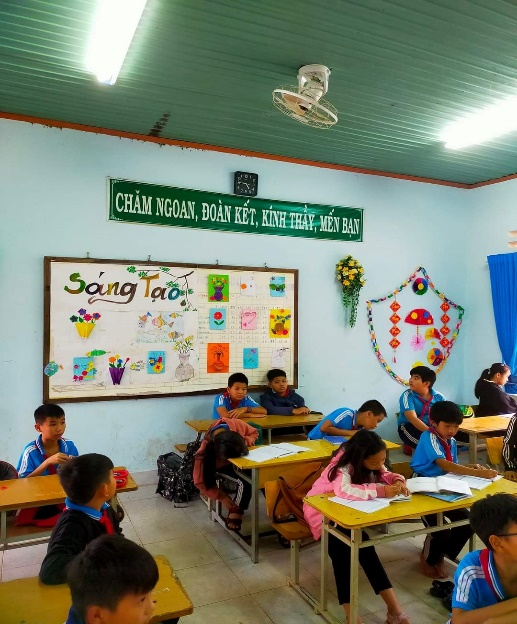 CHĂM NGOAN, ĐOÀN KẾT, KÍNH THẦY, MẾN BẠN
Sáng Tạo